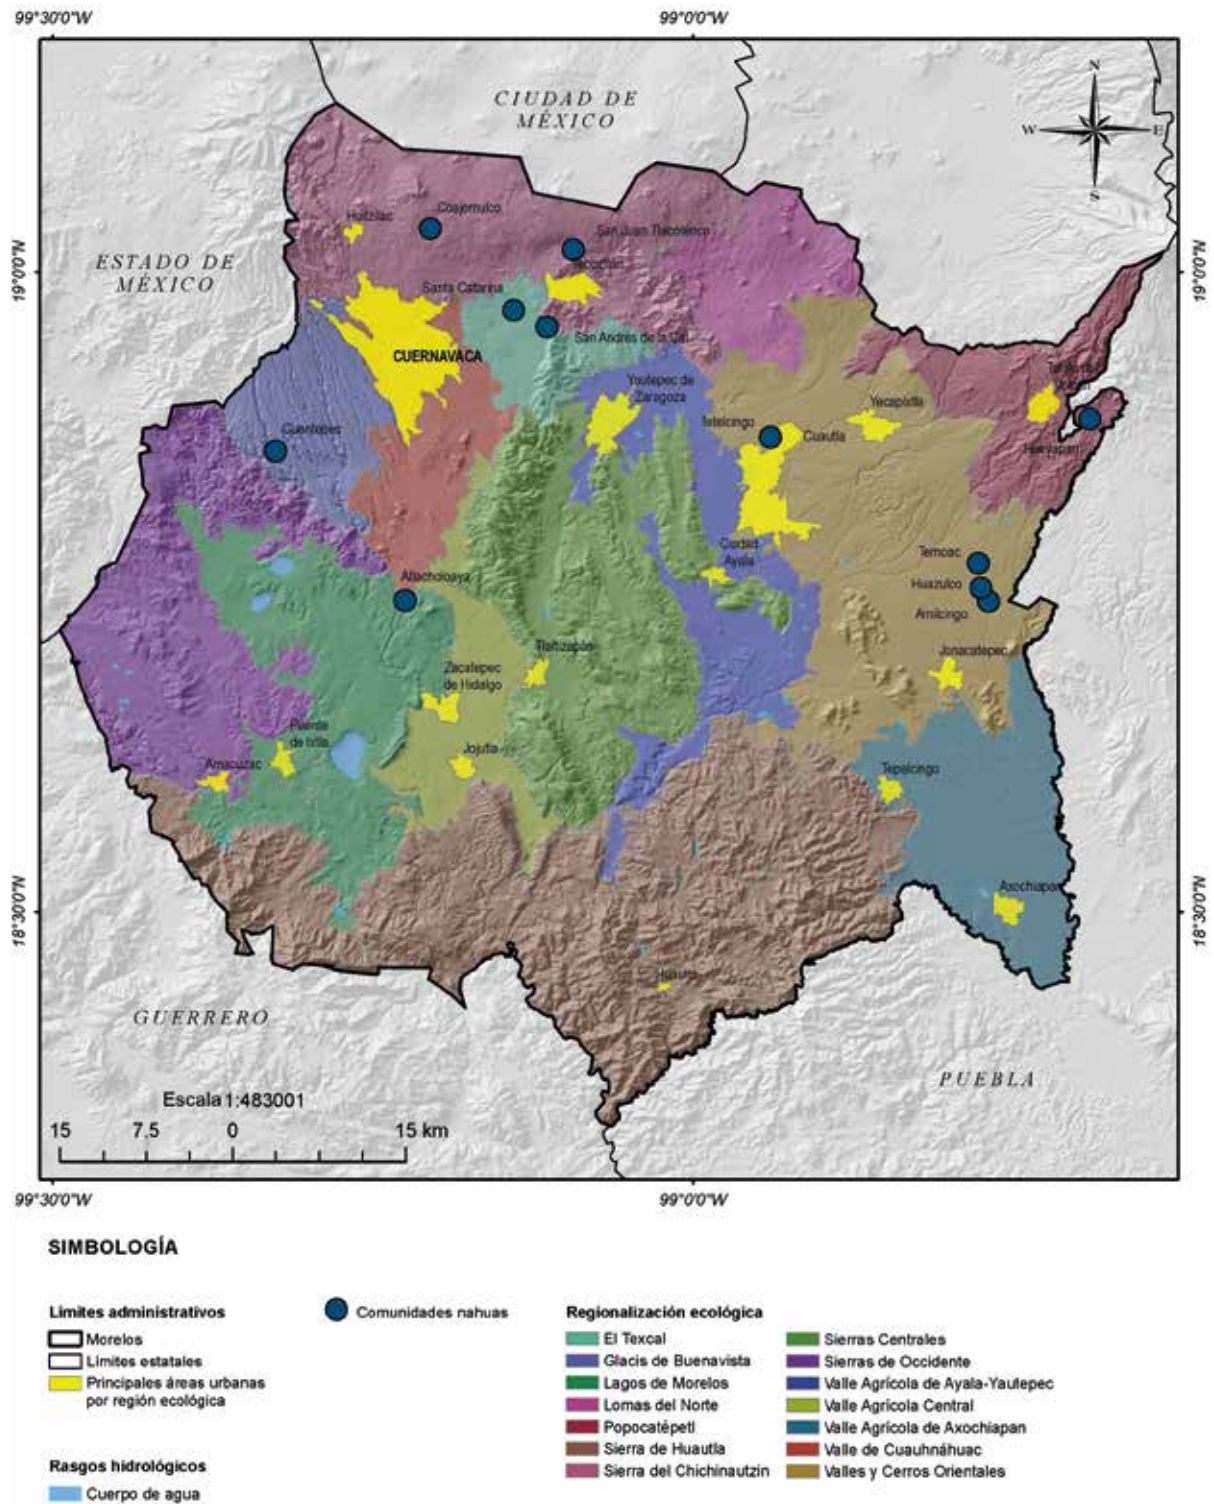 99°30'0"W
99°0'0"W
CIUDAD DE
MÉXICO
N
W
E
S
Huitzilac
Coajomulco
San Juan Tlacotenco
ESTADO DE
MÉXICO
19°0'0"N
19°0'0"N
Tepoztlán
Santa Catarina
San Andrés de la Cal
CUERNAVACA
Yautepec de
Zaragoza
Yecapixtla
Tetelcingo
Cuautla
Cuentepec
Hueyapan
Ciudad
Ayala
Temoac
Huazulco
Amilcingo
Atlacholoaya
Tlaltizapán
Jonacatepec
Zacatepec
de Hidalgo
Puente
de Ixtla
Jojutla
Amacuzac
Tepalcingo
Axochiapan
18°30'0"N
18°30'0"N
Huautla
GUERRERO
PUEBLA
Escala 1:483001
15
7.5
0
15 km
99°30'0"W
99°0'0"W
SIMBOLOGÍA
Límites administrativos
Morelos
Límites estatales
Principales áreas urbanas
por región ecológica
Rasgos hidrológicos
Cuerpo de agua
Comunidades nahuas
Regionalización ecológica
El Texcal
Glacis de Buenavista
Lagos de Morelos
Lomas del Norte
Popocatépetl
Sierra de Huautla
Sierra del Chichinautzin
Sierras Centrales
Sierras de Occidente
Valle Agrícola de Ayala-Yautepec
Valle Agrícola Central
Valle Agrícola de Axochiapan
Valle de Cuauhnáhuac
Valles y Cerros Orientales